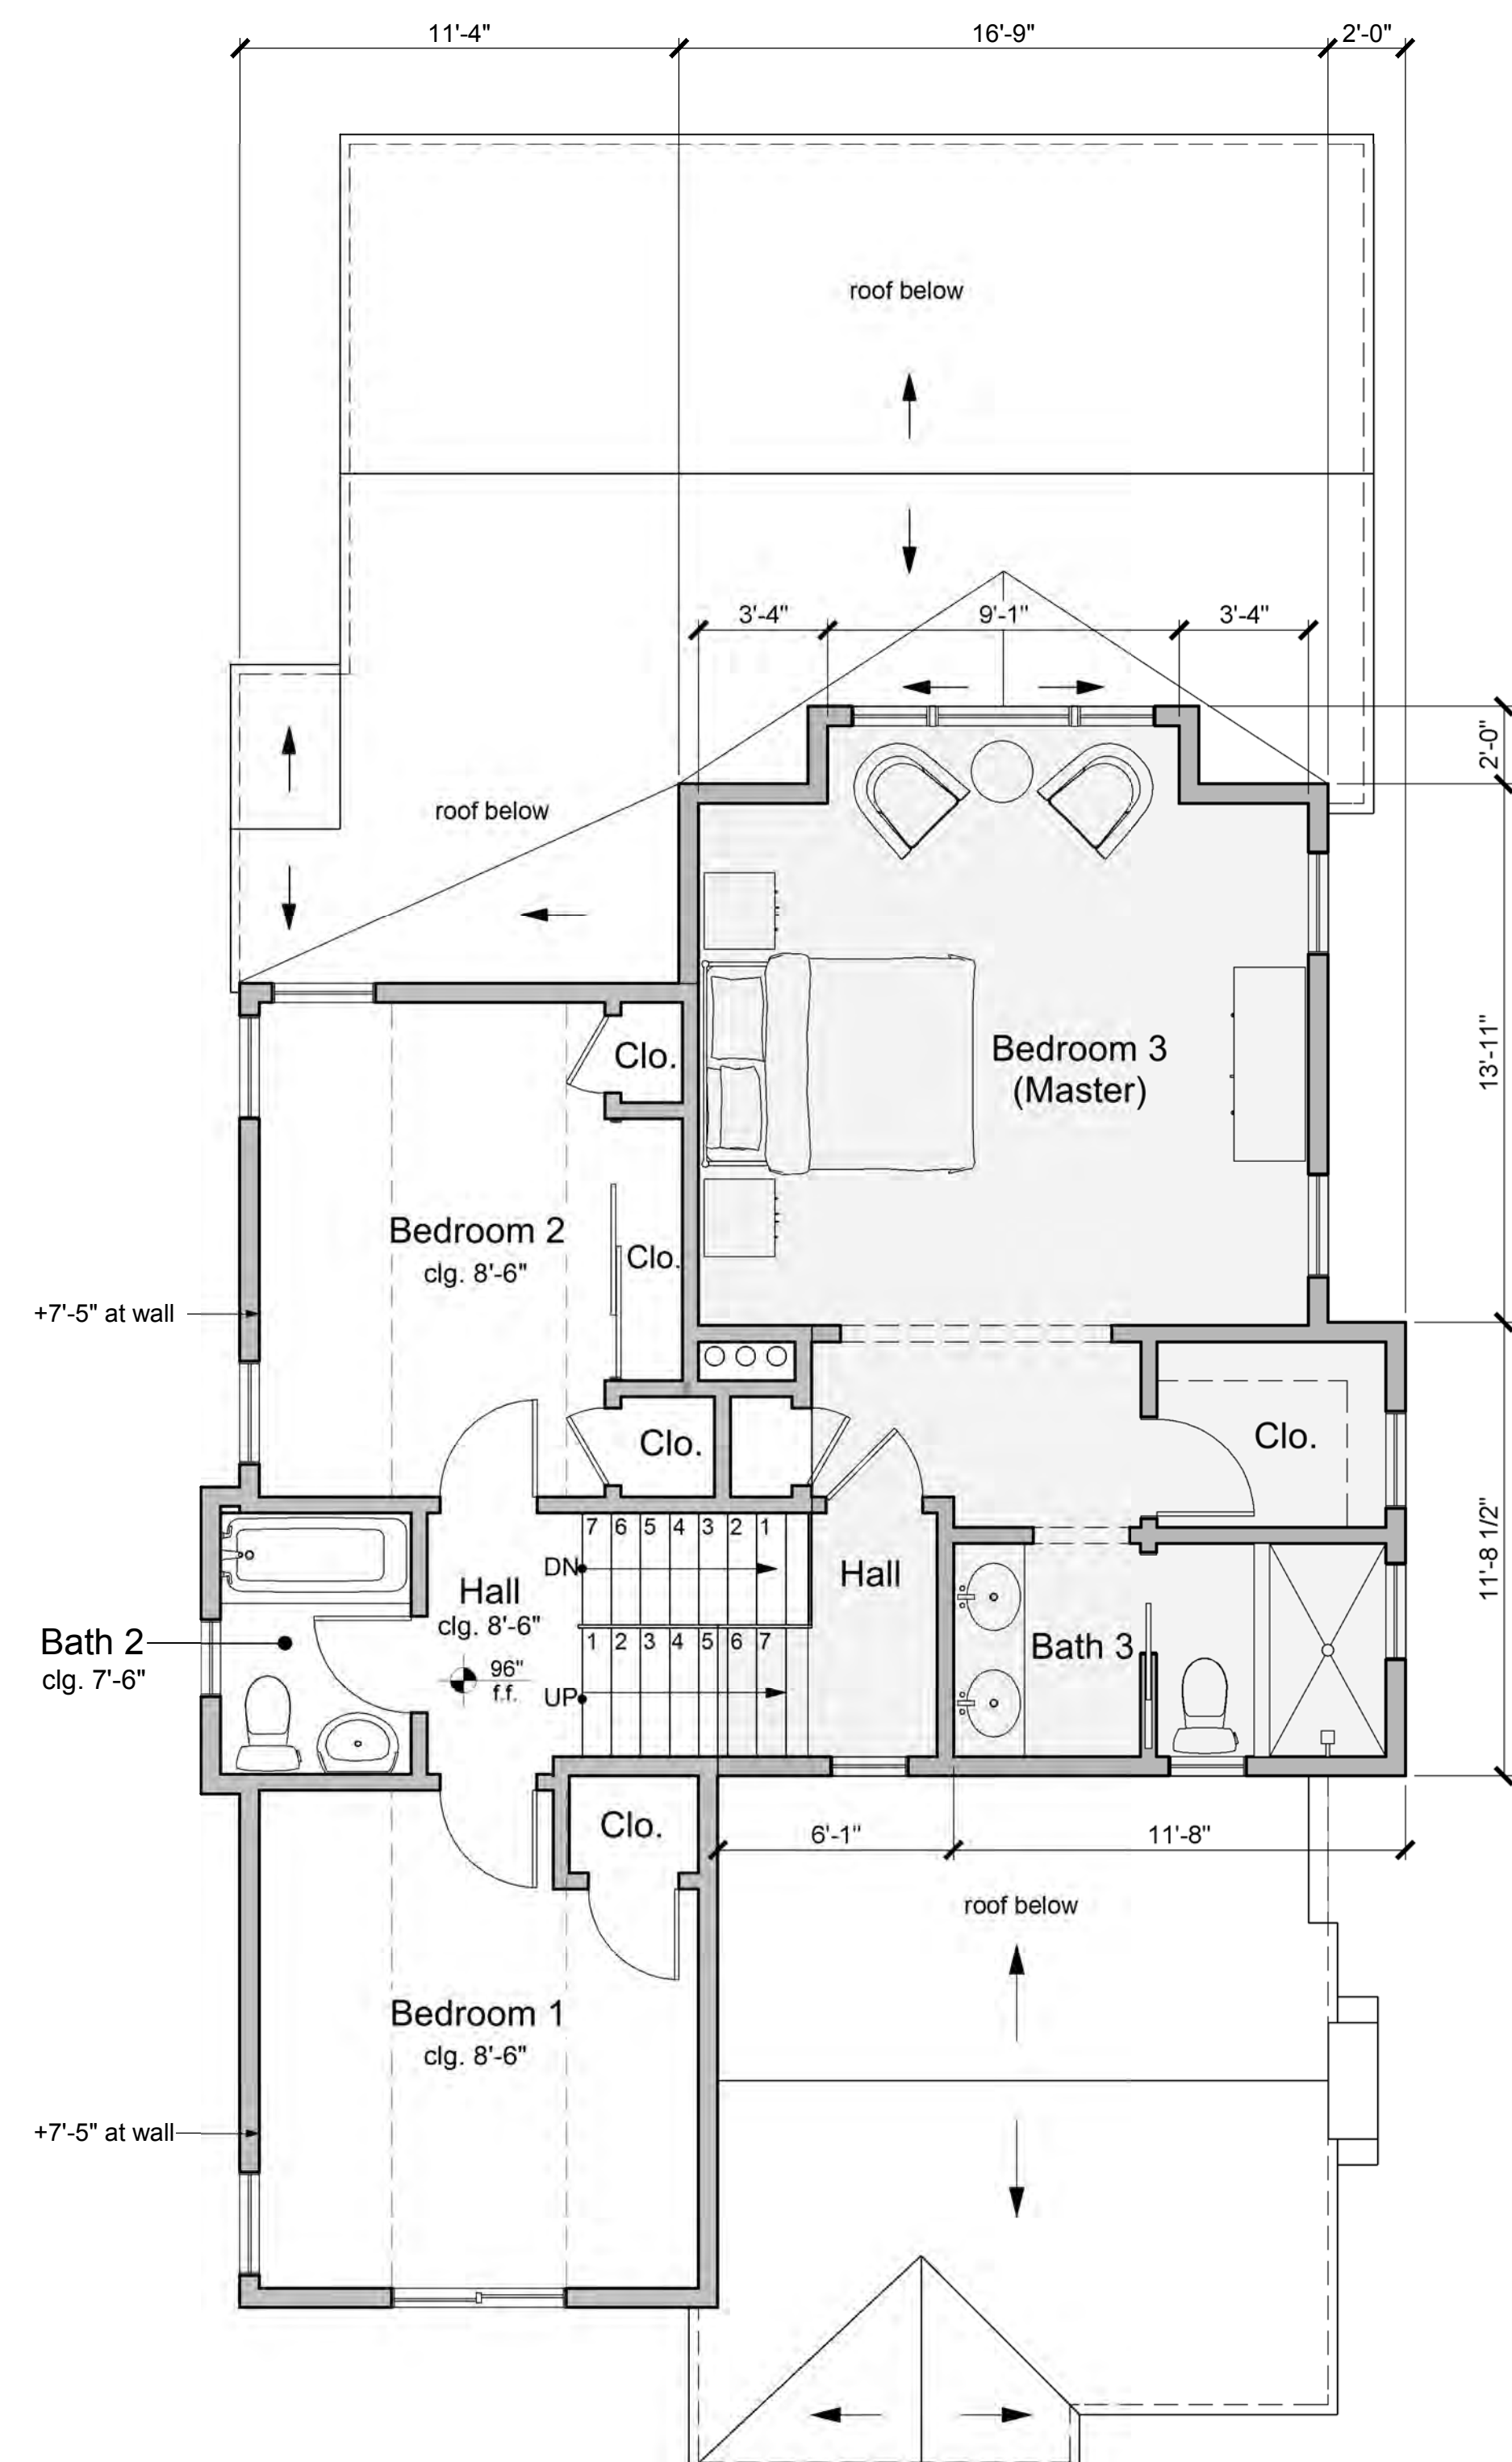 11'-4"
16'-9"
2'-0"
roof below
3'-4"
9'-1"
3'-4"
2'-0"
roof below
Clo.
Bedroom 3
(Master)
13'-11"
Bedroom 2
clg. 8'-6"
Clo.
+7'-5" at wall
Clo.
Clo.
7 6 5 4 3 2 1
DN
Hall
clg. 8'-6"
Hall
11'-8 1/2"
Bath 2
clg. 7'-6"
1 2 3 4 5 6 7
Bath 3
96"
f.f.
UP
Clo.
6'-1"
11'-8"
roof below
Bedroom 1
clg. 8'-6"
+7'-5" at wall